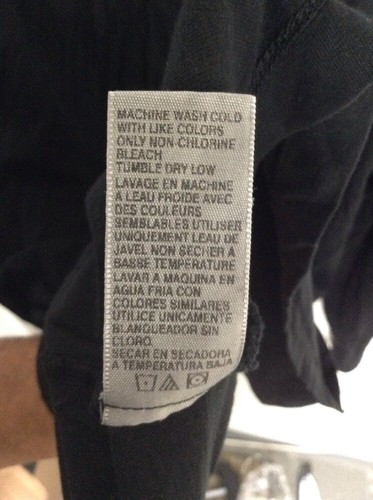 MACHINE WASH COLD
WITH LIKE COLORS
ONLY NON-CHLORINE
BLEACH
TUMBLE DRY LOW
LAVAGE EN MACHINE
A LEAU FROIDE AVEC
DES COULEURS
SEMBLABLES UTILISER
UNIQUEMENT LEAU DE
JAVEL NON SECHER A
BASSE TEMPERATURE
LAVAR A MAQUINA EN
AGUA FRIA CON
COLORES SIMILARES
UTILICE UNICAMENTE
BLANQUEADOR SIN
CLORO.
SECAR EN SECADORA
A TEMPERATURA BAJA